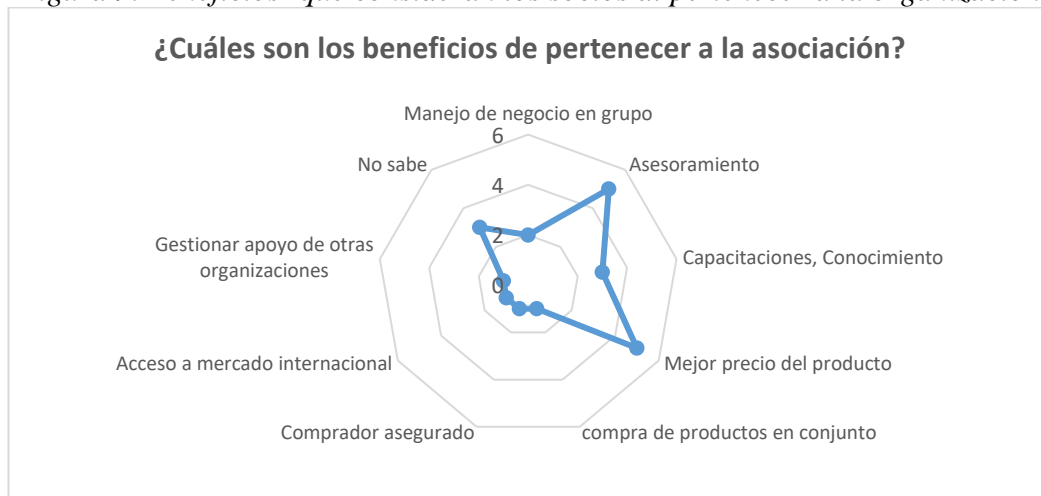 ¿Cuáles son los beneficios de pertenecer a la asociación?
Manejo de negocio en grupo
6
No sabe
Asesoramiento
4
2
Gestionar apoyo de otras
organizaciones
Capacitaciones, Conocimiento
0
Acceso a mercado internacional
Mejor precio del producto
Comprador asegurado
compra de productos en conjunto